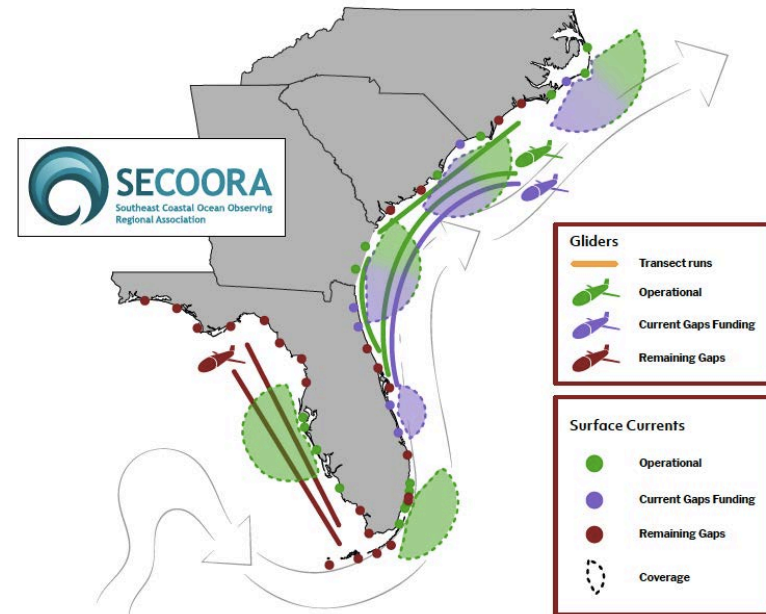 SECOORA
Southeast Coastal Ocean Observing
Regional Association
Gliders
Transect runs
Operational
Current Gaps Funding
Remaining Gaps
Surface Currents
Operational
Current Gaps Funding
Remaining Gaps
Coverage